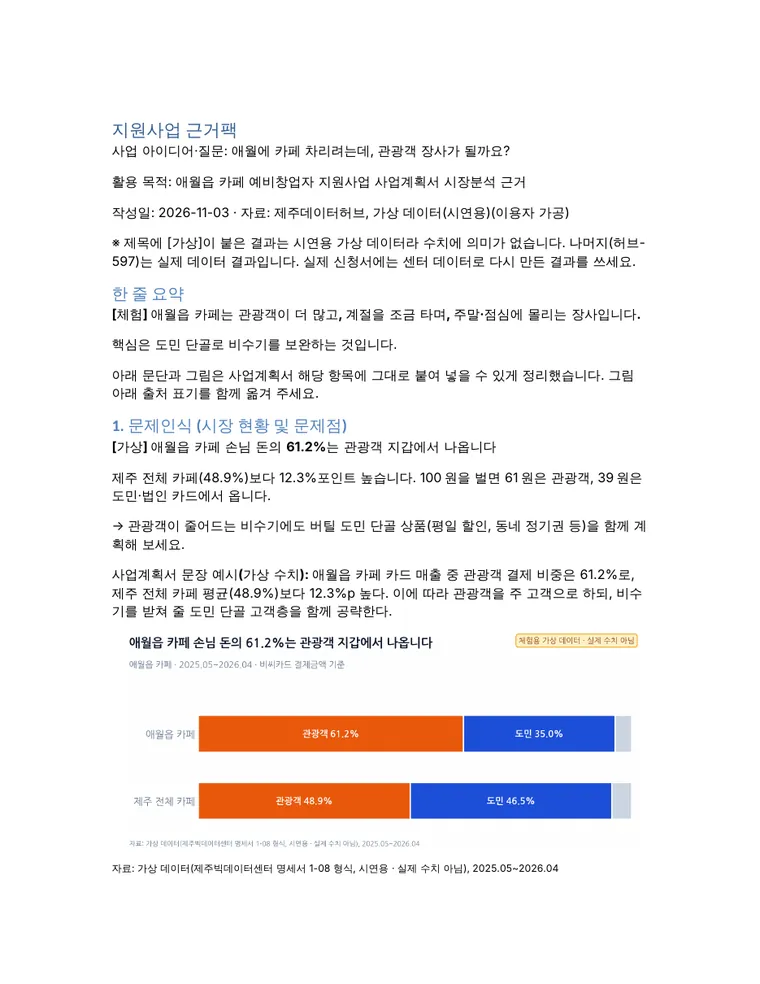 지원사업 근거팩
사업 아이디어·질문: 애월에 카페 차리려는데, 관광객 장사가 될까요?
활용 목적: 애월읍 카페 예비창업자 지원사업 사업계획서 시장분석 근거
작성일: 2026-11-03 · 자료: 제주데이터허브, 가상 데이터(시연용)(이용자 가공)
※ 제목에 [가상]이 붙은 결과는 시연용 가상 데이터라 수치에 의미가 없습니다. 나머지(허브-
597)는 실제 데이터 결과입니다. 실제 신청서에는 센터 데이터로 다시 만든 결과를 쓰세요.
한 줄 요약
[체험] 애월읍 카페는 관광객이 더 많고, 계절을 조금 타며, 주말·점심에 몰리는 장사입니다.
핵심은 도민 단골로 비수기를 보완하는 것입니다.
아래 문단과 그림은 사업계획서 해당 항목에 그대로 붙여 넣을 수 있게 정리했습니다. 그림
아래 출처 표기를 함께 옮겨 주세요.
1. 문제인식 (시장 현황 및 문제점)
[가상] 애월읍 카페 손님 돈의 61.2%는 관광객 지갑에서 나옵니다
제주 전체 카페(48.9%)보다 12.3%포인트 높습니다. 100원을 벌면 61원은 관광객, 39원은
도민·법인 카드에서 옵니다.
→ 관광객이 줄어드는 비수기에도 버틸 도민 단골 상품(평일 할인, 동네 정기권 등)을 함께 계
획해 보세요.
사업계획서 문장 예시(가상 수치): 애월읍 카페 카드 매출 중 관광객 결제 비중은 61.2%로,
제주 전체 카페 평균(48.9%)보다 12.3%p 높다. 이에 따라 관광객을 주 고객으로 하되, 비수
기를 받쳐 줄 도민 단골 고객층을 함께 공략한다.
애월읍 카페 손님 돈의 61.2%는 관광객 지갑에서 나옵니다
체험용 가상 데이터 · 실제 수치 아님
애월읍 카페 · 2025.05~2026.04 · 비씨카드 결제금액 기준
애월읍 카페
관광객 61.2%
도민 35.0%
제주 전체 카페
관광객 48.9%
도민 46.5%
자료: 가상 데이터(제주빅데이터센터 명세서 1-08 형식, 시연용 · 실제 수치 아님), 2025.05~2026.04
자료: 가상 데이터(제주빅데이터센터 명세서 1-08 형식, 시연용 · 실제 수치 아님), 2025.05~2026.04